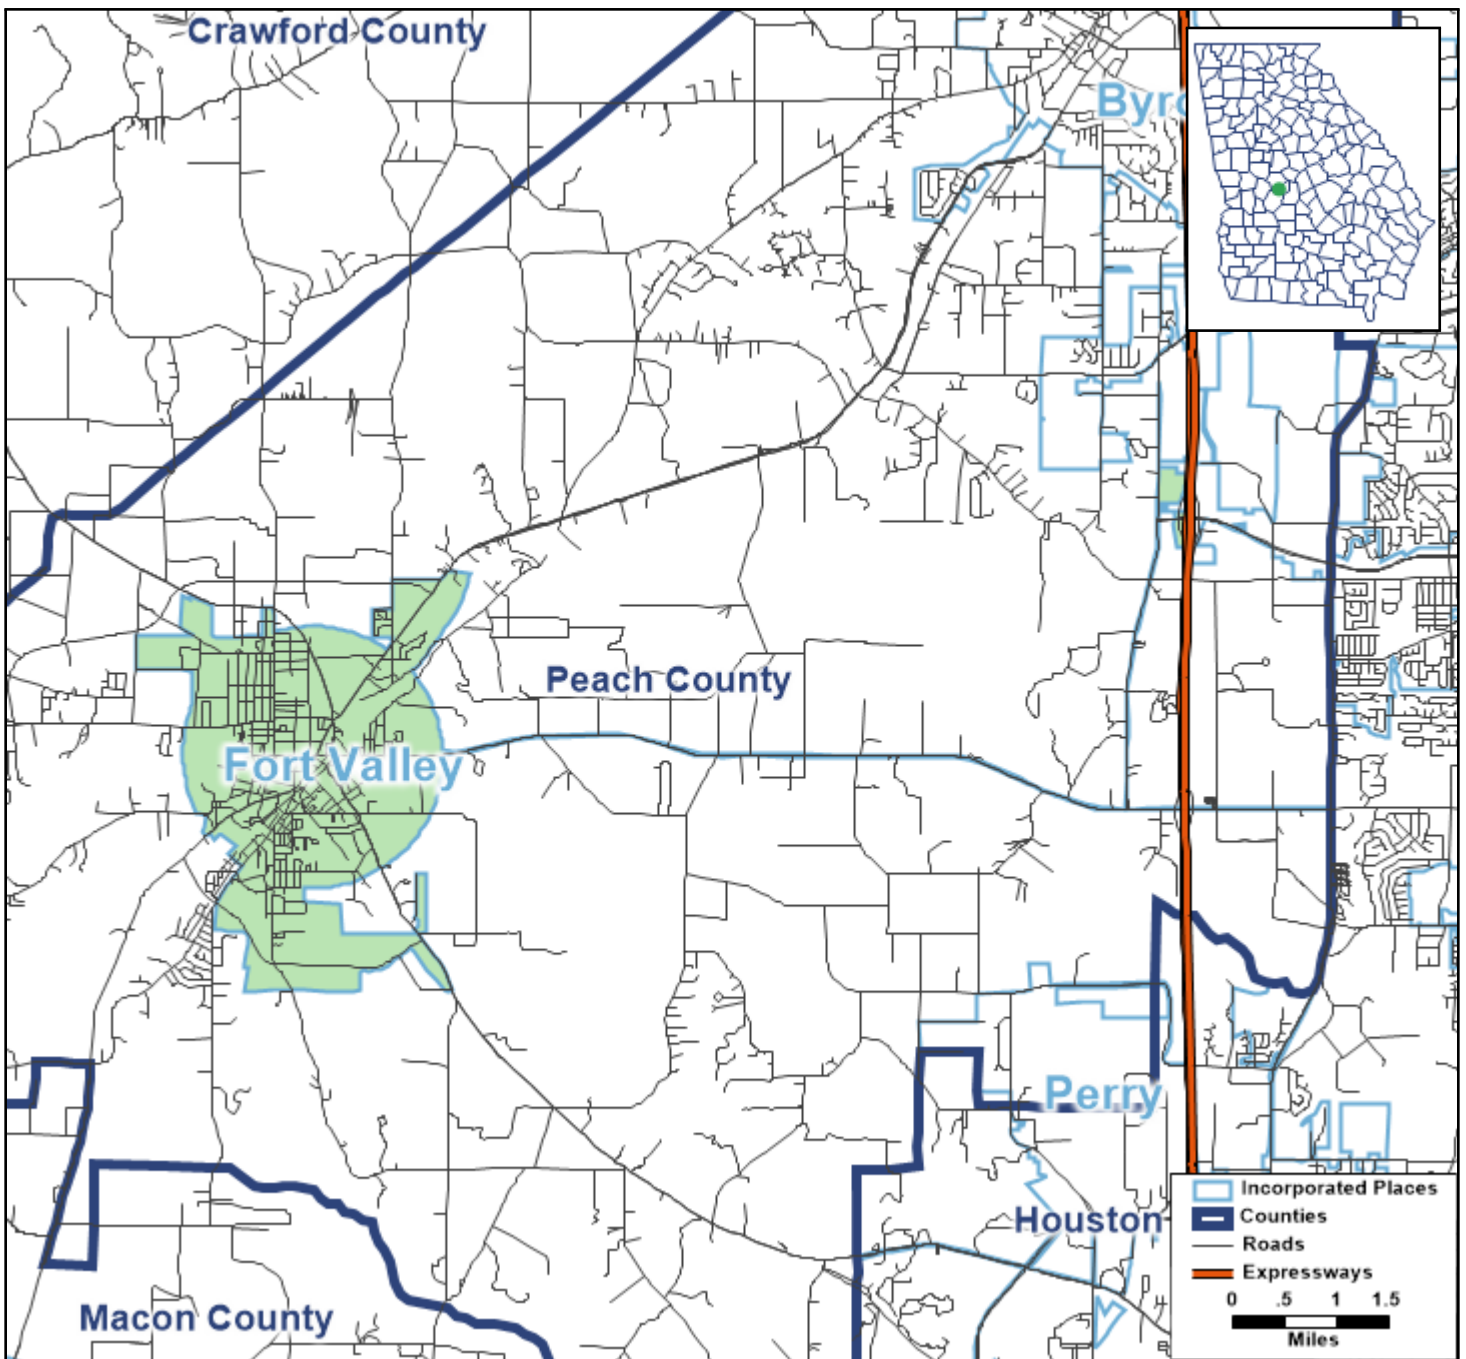 Crawford County
Byro
Peach County
Fort Valley
Perry
Houston
Macon County
Incorporated Places
Counties
Roads
Expressways
0 .5 1 1.5
Miles